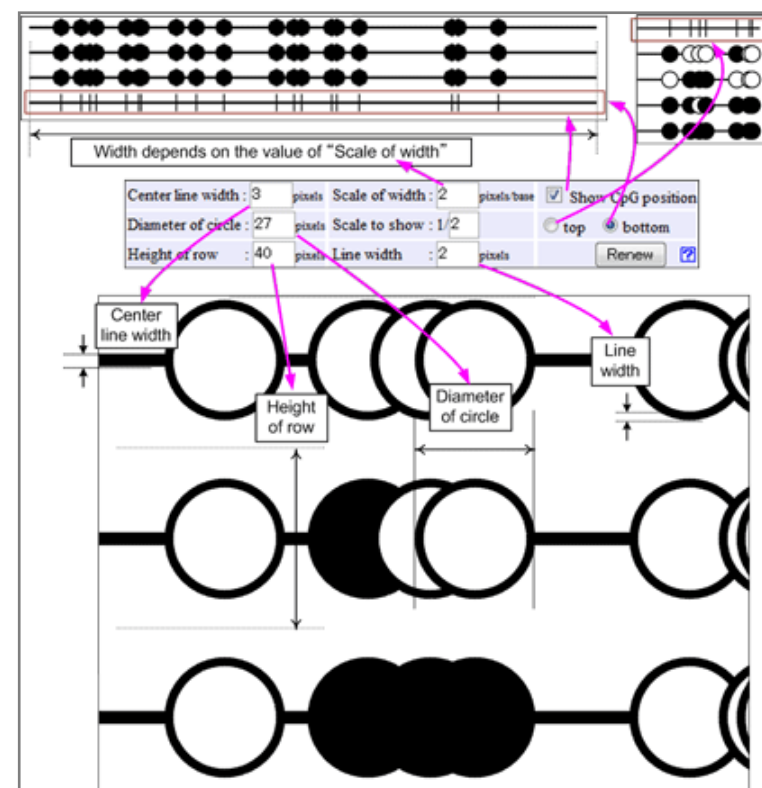 Width depends on the value of "Scale of width"
Center line width : 3 pixels Scale of width : 2 pixels/base Show CpG position
Diameter of circle : 27 pixels Scale to show : 1/2 top bottom
Height of row : 40 pixels Line width : 2 pixels Renew ?
Center
line width
Line
width
Diameter
of circle
Height
of row